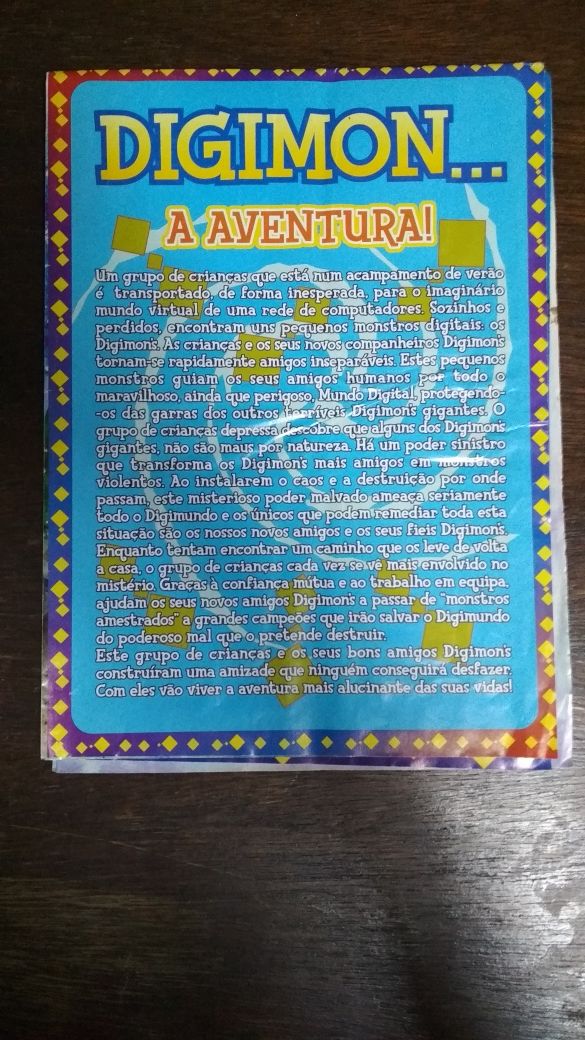 DIGIMON...
A AVENTURA!
Um grupo de crianças que está num acampamento de verão
é transportado, de forma inesperada, para o imaginário
mundo virtual de uma rede de computadores. Sozinhos e
perdidos, encontram uns pequenos monstros digitais: os
Digimon's. As crianças e os seus novos companheiros Digimon's
tornam-se rapidamente amigos inseparáveis. Estes pequenos
monstros guiam os seus amigos humanos por todo o
maravilhoso, ainda que perigoso, Mundo Digital, protegendo-
-os das garras dos outros terríveis Digimon's gigantes. O
grupo de crianças depressa descobre que alguns dos Digimon's
gigantes, não são maus por natureza. Há um poder sinistro
que transforma os Digimon's mais amigos em monstros
violentos. Ao instalarem o caos e a destruição por onde
passam, este misterioso poder malvado ameaça seriamente
todo o Digimundo e os únicos que podem remediar toda esta
situação são os nossos novos amigos e os seus fieis Digimon's.
Enquanto tentam encontrar um caminho que os leve de volta
a casa, o grupo de crianças cada vez se vê mais envolvido no
mistério. Graças à confiança mútua e ao trabalho em equipa,
ajudam os seus novos amigos Digimon's a passar de "monstros
amestrados" a grandes campeões que irão salvar o Digimundo
do poderoso mal que o pretende destruir.
Este grupo de crianças e os seus bons amigos Digimon's
construíram uma amizade que ninguém conseguirá desfazer.
Com eles vão viver a aventura mais alucinante das suas vidas!